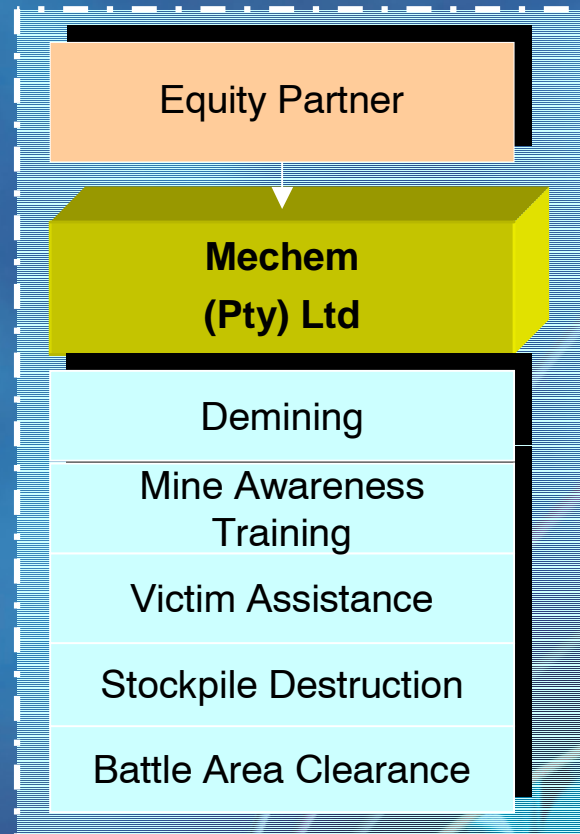 Equity Partner
Mechem
(Pty) Ltd
Demining
Mine Awareness
Training
Victim Assistance
Stockpile Destruction
Battle Area Clearance